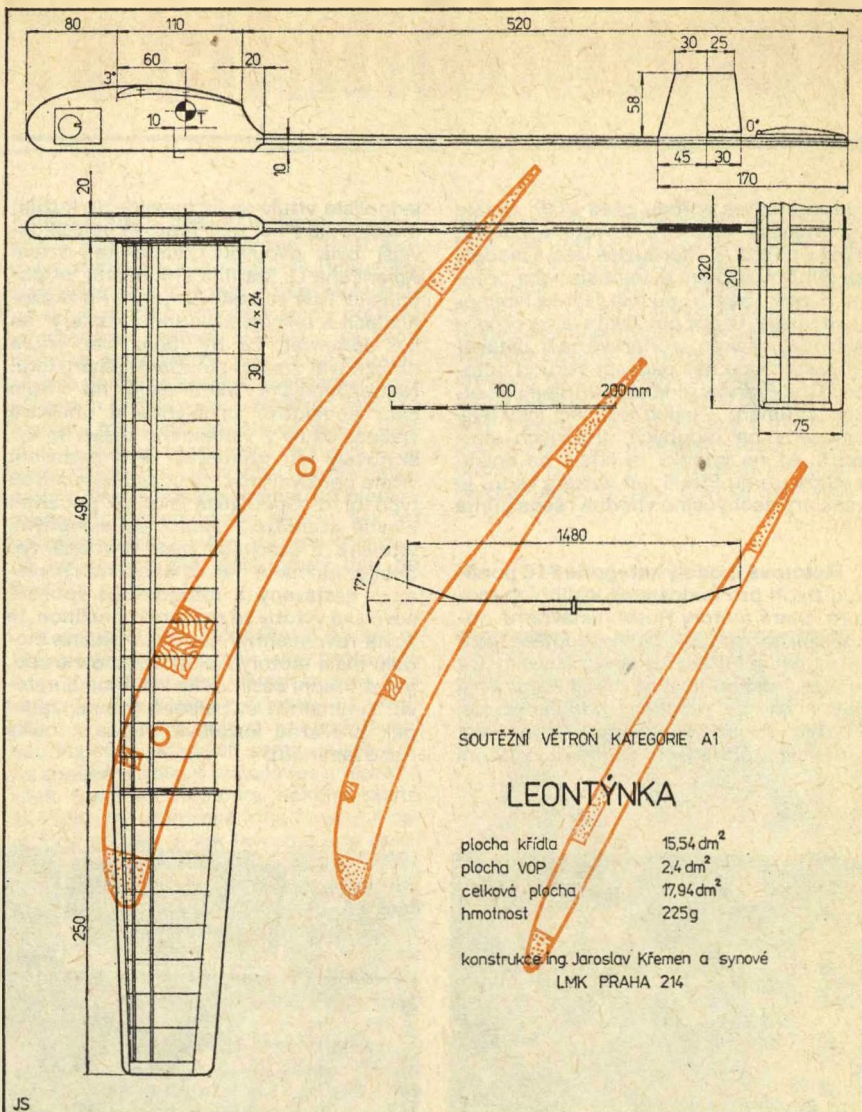 80 110 520
60 20 30 25
3°
58
T
10 0°
10 45 30
170
20
320
20
4×24
30
0 100 200mm
75
490
1480
17°
SOUTĚŽNÍ VĚTROŇ KATEGORIE A1
LEONTÝNKA
plocha křídla 15,54 dm²
plocha VOP 2,4 dm²
celková plocha 17,94 dm²
hmotnost 225g
250
konstrukce Ing. Jaroslav Křemen a synové
LMK PRAHA 214
JS